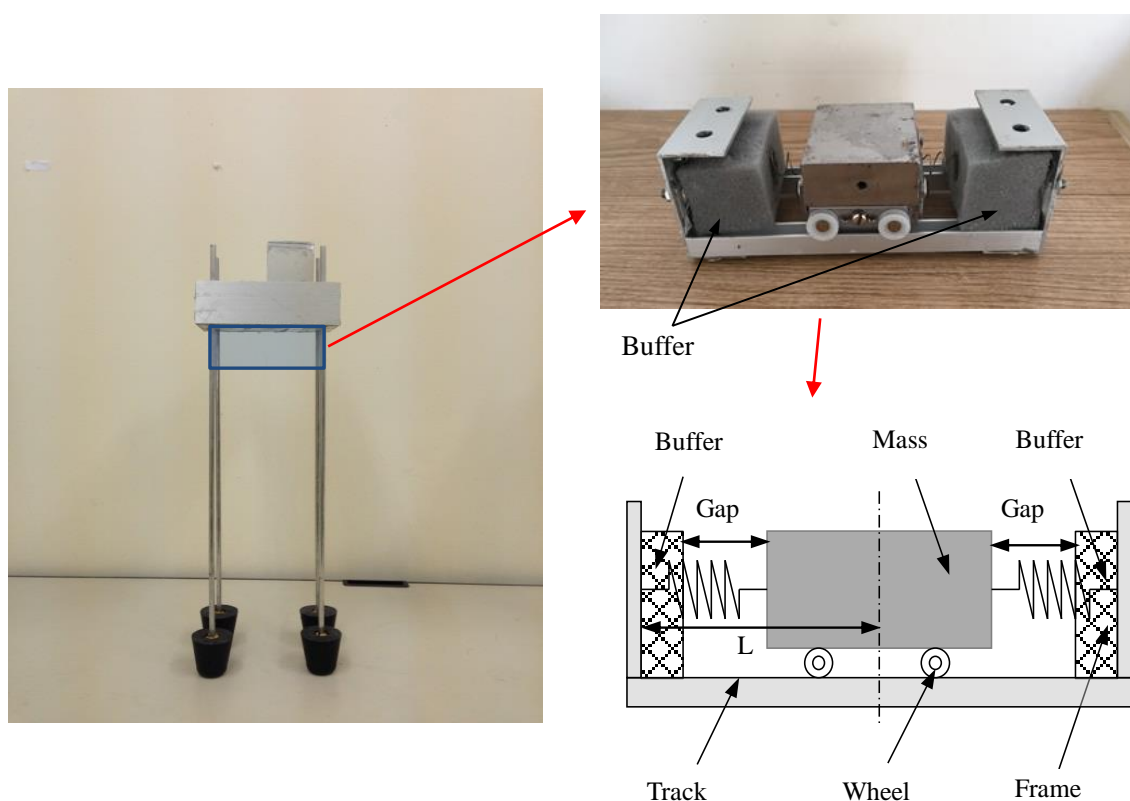 Buffer
Buffer
Mass
Buffer
Gap
Gap
L
Track
Wheel
Frame